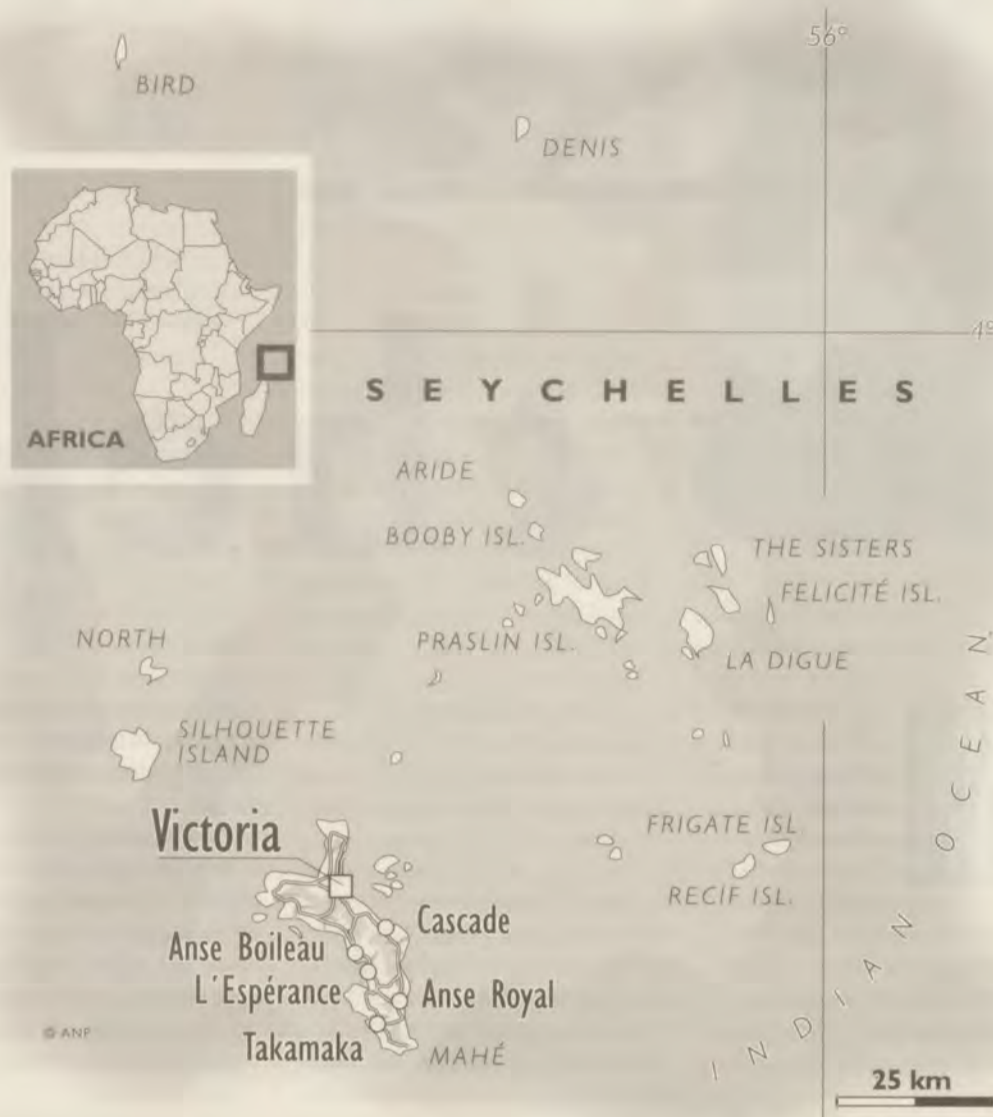 56°
BIRD
DENIS
4°
SEYCHELLES
AFRICA
ARIDE
BOOBY ISL.
THE SISTERS
FELICITÉ ISL.
NORTH
PRASLIN ISL.
LA DIGUE
SILHOUETTE
ISLAND
Victoria
FRIGATE ISL
RECIF ISL.
Cascade
Anse Boileau
L'Espérance
Anse Royal
© ANP
Takamaka
MAHÉ
INDIAN OCEAN
25 km